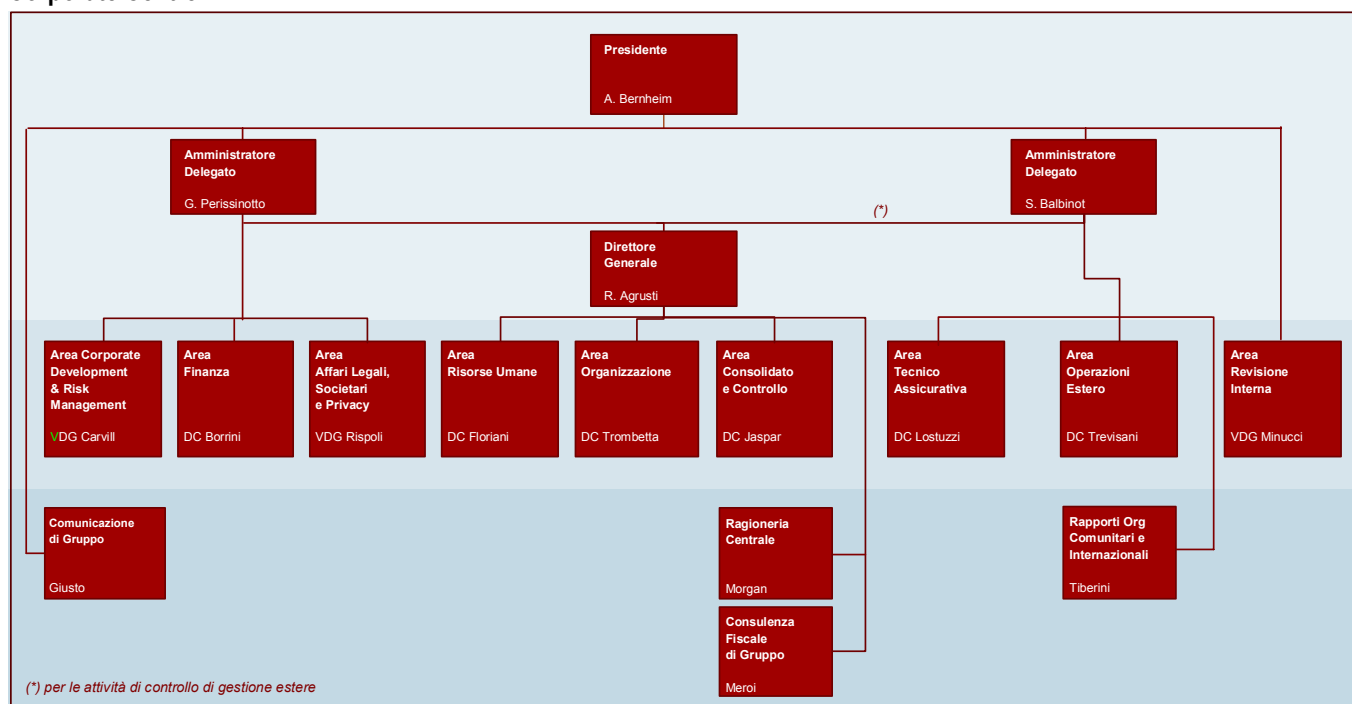 Presidente
A. Bernheim
Amministratore
Delegato
G. Perissinotto
Amministratore
Delegato
S. Balbinot
(*)
Direttore
Generale
R. Agrusti
Area Corporate
Development
& Risk
Management
VDG Carvill
Area
Finanza
DC Borrini
Area
Affari Legali,
Societari
e Privacy
VDG Rispoli
Area
Risorse Umane
DC Floriani
Area
Organizzazione
DC Trombetta
Area
Consolidato
e Controllo
DC Jaspar
Area
Tecnico
Assicurativa
DC Lostuzzi
Area
Operazioni
Estero
DC Trevisani
Area
Revisione
Interna
VDG Minucci
Comunicazione
di Gruppo
Giusto
Ragioneria
Centrale
Morgan
Rapporti Org
Comunitari e
Internazionali
Tiberini
Consulenza
Fiscale
di Gruppo
Meroi
(*) per le attività di controllo di gestione estere